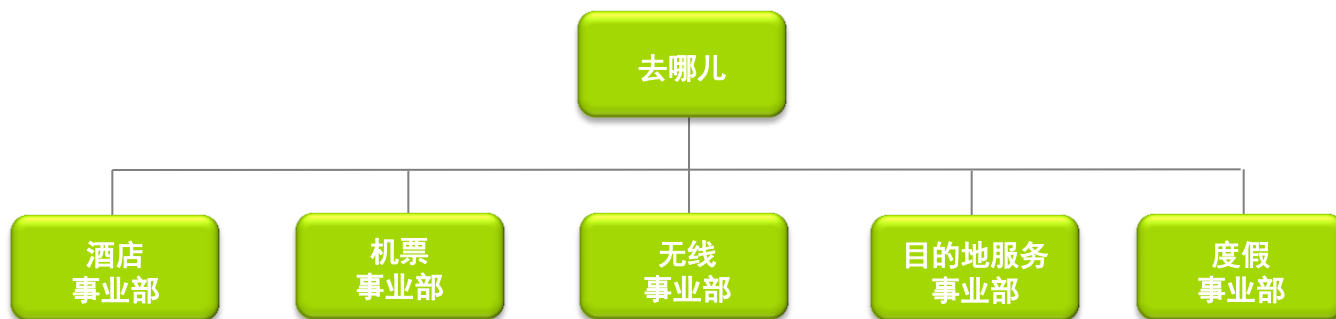 去哪儿
酒店
事业部
机票
事业部
无线
事业部
目的地服务
事业部
度假
事业部